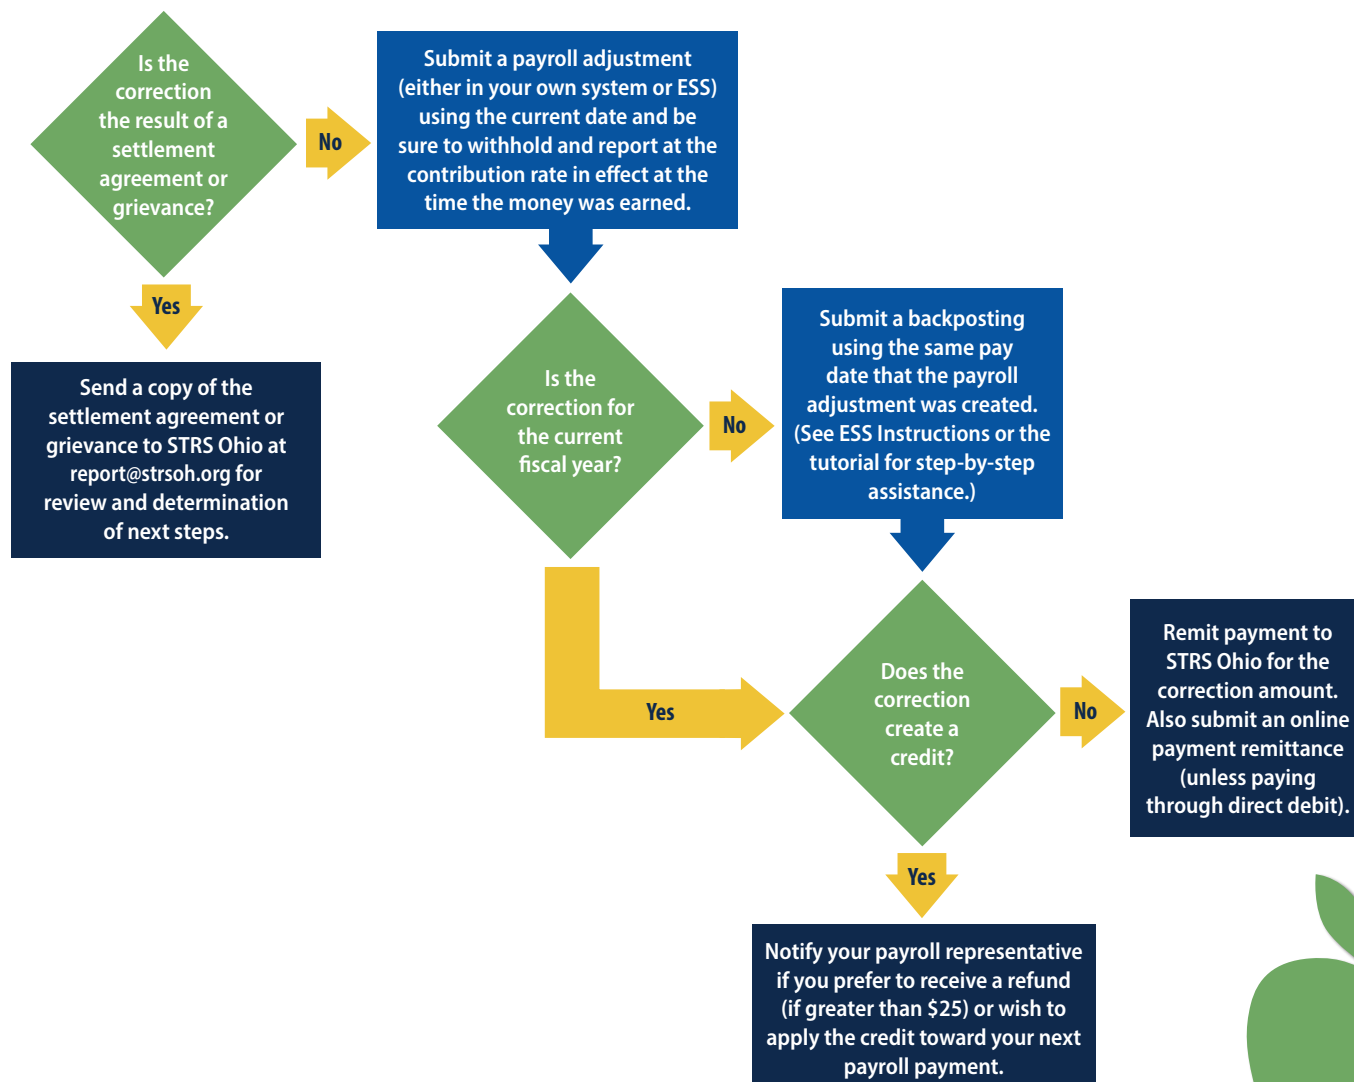 Is the
correction
the result of a
settlement
agreement or
grievance?
No
Submit a payroll adjustment
(either in your own system or ESS)
using the current date and be
sure to withhold and report at the
contribution rate in effect at the
time the money was earned.
Yes
Send a copy of the
settlement agreement or
grievance to STRS Ohio at
report@strsoh.org for
review and determination
of next steps.
Is the
correction for
the current
fiscal year?
No
Submit a backposting
using the same pay
date that the payroll
adjustment was created.
(See ESS Instructions or the
tutorial for step-by-step
assistance.)
Yes
Does the
correction
create a
credit?
No
Remit payment to
STRS Ohio for the
correction amount.
Also submit an online
payment remittance
(unless paying
through direct debit).
Yes
Notify your payroll representative
if you prefer to receive a refund
(if greater than $25) or wish to
apply the credit toward your next
payroll payment.